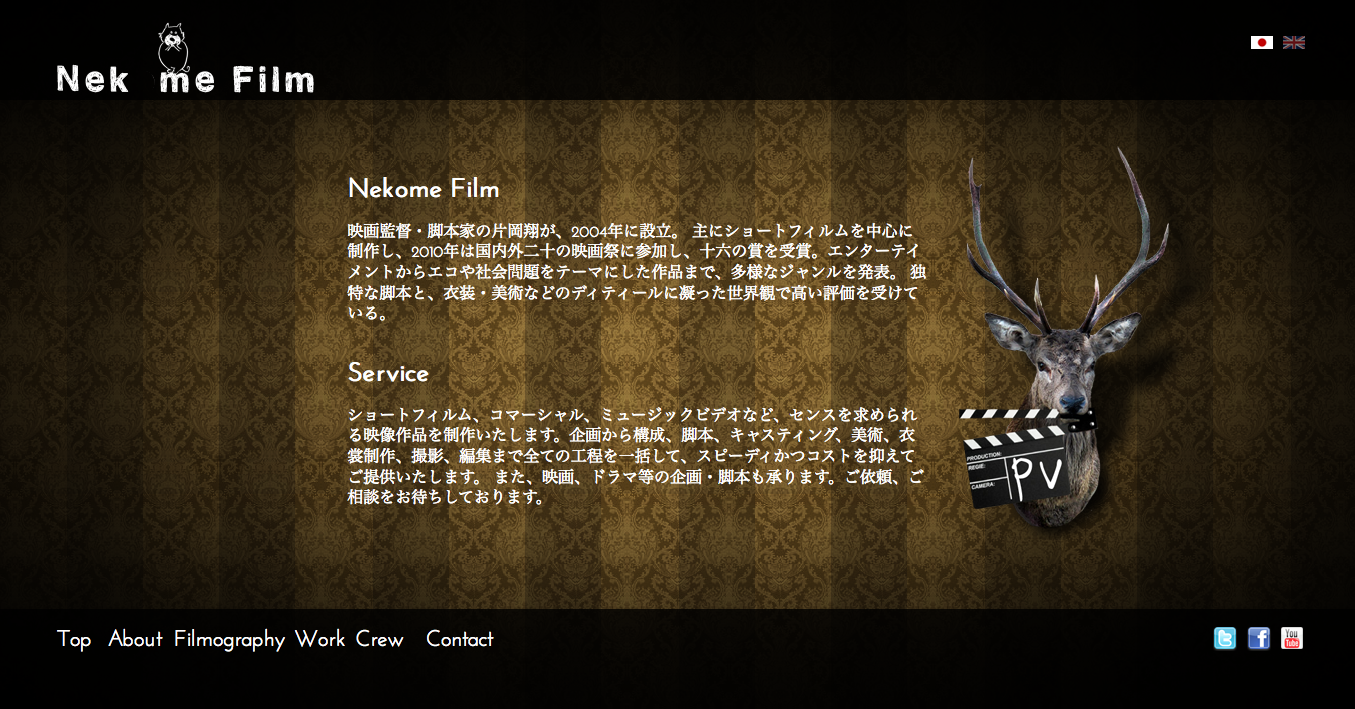 Nek me Film
Nekome Film
映画監督・脚本家の片岡翔が、2004年に設立。 主にショートフィルムを中心に
制作し、2010年は国内外二十の映画祭に参加し、十六の賞を受賞。エンターテイ
メントからエコや社会問題をテーマにした作品まで、多様なジャンルを発表。 独
特な脚本と、衣装・美術などのディティールに凝った世界観で高い評価を受けて
いる。
Service
ショートフィルム、コマーシャル、ミュージックビデオなど、センスを求められ
る映像作品を制作いたします。企画から構成、脚本、キャスティング、美術、衣
裳制作、撮影、編集まで全ての工程を一括して、スピーディかつコストを抑えて
ご提供いたします。 また、映画、ドラマ等の企画・脚本も承ります。ご依頼、ご
相談をお待ちしております。
PRODUCTION:
REGIE:
CAMERA:
PV
Top About Filmography Work Crew Contact
You
Tube